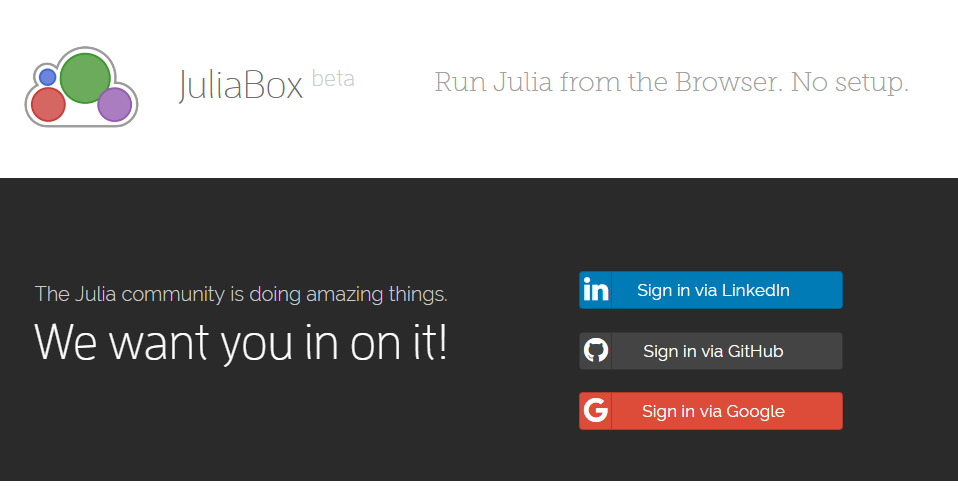 JuliaBox beta
Run Julia from the Browser. No setup.
The Julia community is doing amazing things.
We want you in on it!
Sign in via LinkedIn
Sign in via GitHub
Sign in via Google